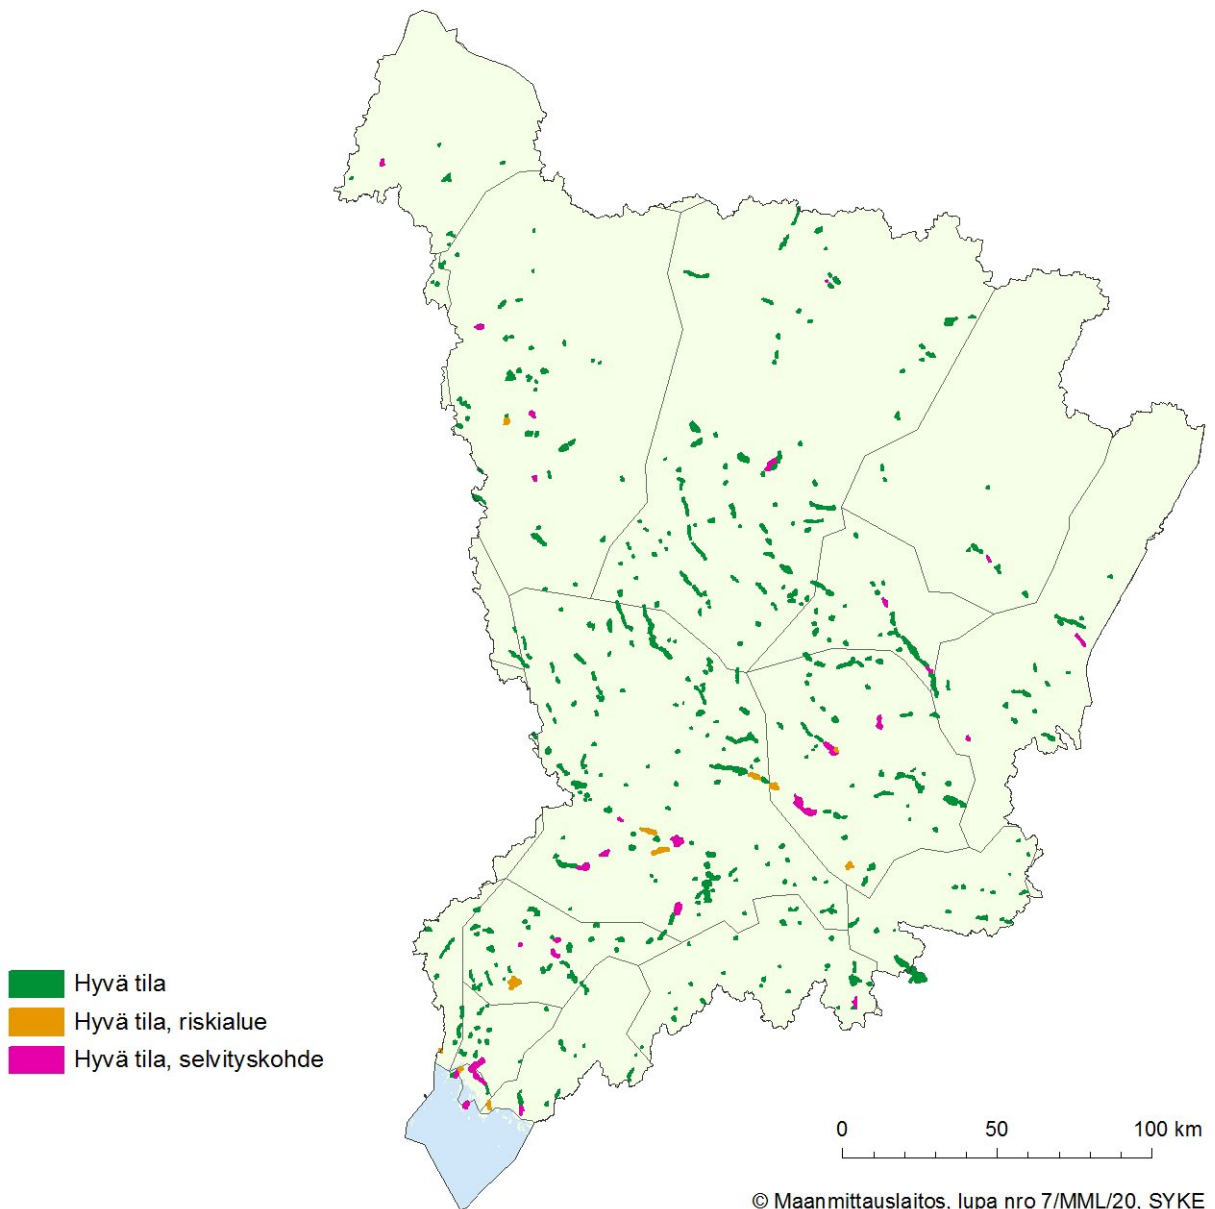 Hyvä tila
Hyvä tila, riskialue
Hyvä tila, selvityskohde
0 50 100 km
© Maanmittauslaitos, lupa nro 7/MML/20, SYKE